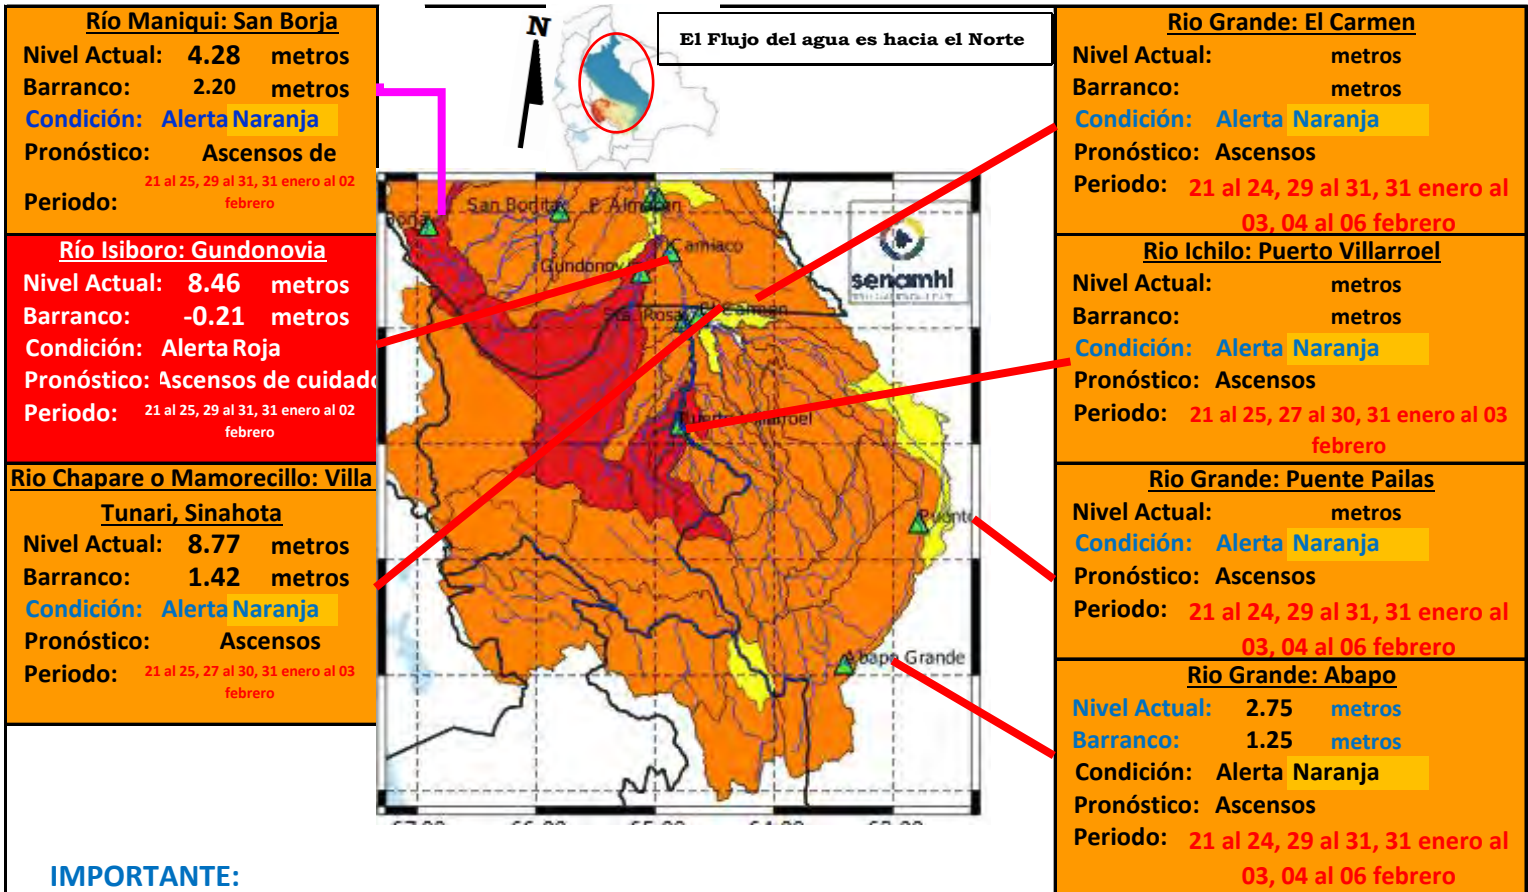 Río Maniqui: San Borja
Nivel Actual: 4.28 metros
Barranco: 2.20 metros
Condición: Alerta Naranja
Pronóstico: Ascensos de
Periodo: 21 al 25, 29 al 31, 31 enero al 02
febrero
Río Isiboro: Gundonovia
Nivel Actual: 8.46 metros
Barranco: -0.21 metros
Condición: Alerta Roja
Pronóstico: Ascensos de cuidado
Periodo: 21 al 25, 29 al 31, 31 enero al 02
febrero
Rio Chapare o Mamorecillo: Villa
Tunari, Sinahota
Nivel Actual: 8.77 metros
Barranco: 1.42 metros
Condición: Alerta Naranja
Pronóstico: Ascensos
Periodo: 21 al 25, 27 al 30, 31 enero al 03
febrero
IMPORTANTE:
N
El Flujo del agua es hacia el Norte
San Borjita
P. Almacen
Camiaco
Gundonov
senamhi
Sta. Rosa
El Carmen
Puerto Villarroel
Puente
Abapo Grande
Rio Grande: El Carmen
Nivel Actual: metros
Barranco: metros
Condición: Alerta Naranja
Pronóstico: Ascensos
Periodo: 21 al 24, 29 al 31, 31 enero al
03, 04 al 06 febrero
Rio Ichilo: Puerto Villarroel
Nivel Actual: metros
Barranco: metros
Condición: Alerta Naranja
Pronóstico: Ascensos
Periodo: 21 al 25, 27 al 30, 31 enero al 03
febrero
Rio Grande: Puente Pailas
Nivel Actual: metros
Condición: Alerta Naranja
Pronóstico: Ascensos
Periodo: 21 al 24, 29 al 31, 31 enero al
03, 04 al 06 febrero
Rio Grande: Abapo
Nivel Actual: 2.75 metros
Barranco: 1.25 metros
Condición: Alerta Naranja
Pronóstico: Ascensos
Periodo: 21 al 24, 29 al 31, 31 enero al
03, 04 al 06 febrero